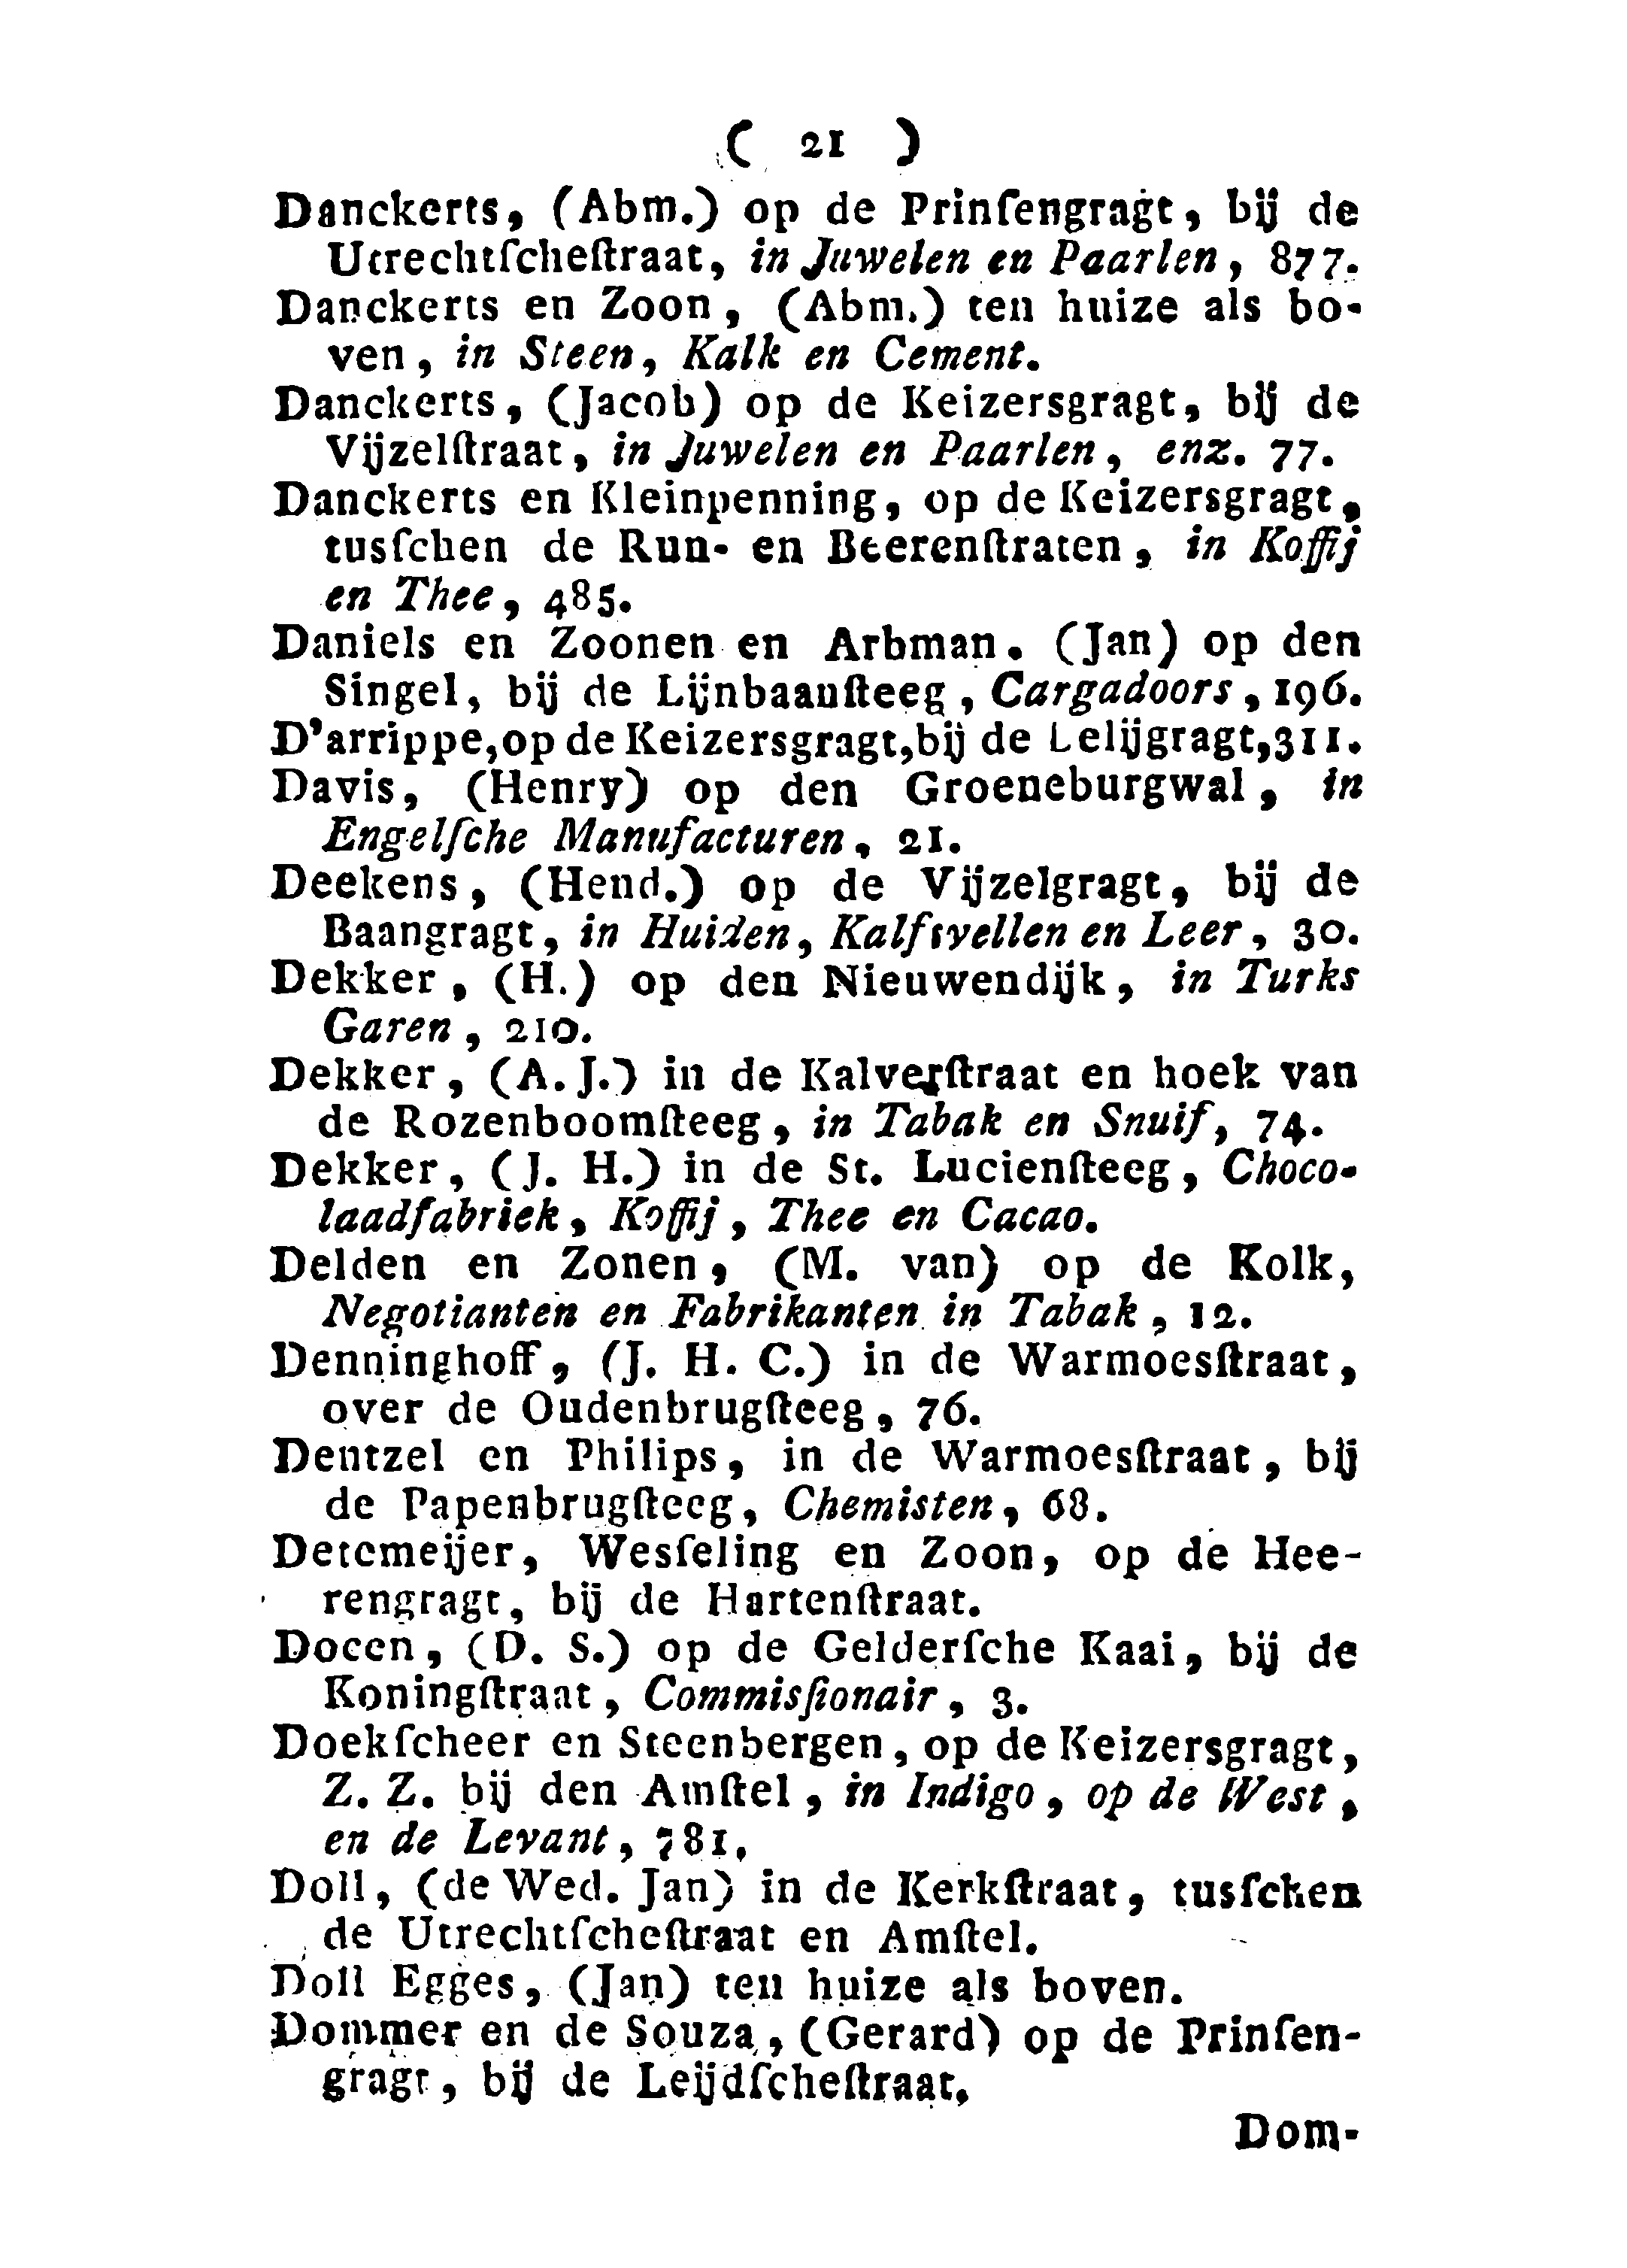 ( 21 )
Danckerts, (Abm.) op de Prinſengragt, bij de
Utrechtſcheſtraat, in Juwelen en Paarlen, 877.
Danckerts en Zoon, (Abm.) ten huize als bo-
ven, in Steen, Kalk en Cement.
Danckerts, (Jacob) op de Keizersgragt, bij de
Vijzelſtraat, in Juwelen en Paarlen, enz. 77.
Danckerts en Kleinpenning, op de Keizersgragt,
tusſchen de Run- en Beerenſtraten, in Koffij
en Thee, 485.
Daniels en Zoonen en Arbman. (Jan) op den
Singel, bij de Lijnbaanſteeg, Cargadoors, 196.
D'arrippe, op de Keizersgragt, bij de Lelijgragt, 311.
Davis, (Henry) op den Groeneburgwal, in
Engelſche Manufacturen, 21.
Deekens, (Hend.) op de Vijzelgragt, bij de
Baangragt, in Huiden, Kalfsvellen en Leer, 30.
Dekker, (H.) op den Nieuwendijk, in Turks
Garen, 210.
Dekker, (A. J.) in de Kalverſtraat en hoek van
de Rozenboomſteeg, in Tabak en Snuif, 74.
Dekker, (J. H.) in de St. Lucienſteeg, Choco-
laadfabriek, Koffij, Thee en Cacao.
Delden en Zonen, (M. van) op de Kolk,
Negotianten en Fabrikanten in Tabak, 12.
Denninghoff, (J. H. C.) in de Warmoesſtraat,
over de Oudenbrugſteeg, 76.
Dentzel en Philips, in de Warmoesſtraat, bij
de Papenbrugſteeg, Chemisten, 68.
Detemeijer, Wesſeling en Zoon, op de Hee-
rengragt, bij de Hartenſtraat.
Docen, (D. S.) op de Gelderſche Kaai, bij de
Koningſtraat, Commisſionair, 3.
Doekſcheer en Steenbergen, op de Keizersgragt,
Z. Z. bij den Amſtel, in Indigo, op de West,
en de Levant, 781.
Doll, (de Wed. Jan) in de Kerkſtraat, tusſchen
de Utrechtſcheſtraat en Amſtel.
Doll Egges, (Jan) ten huize als boven.
Dommer en de Souza, (Gerard) op de Prinſen-
gragt, bij de Leijdſcheſtraat.
Dom-